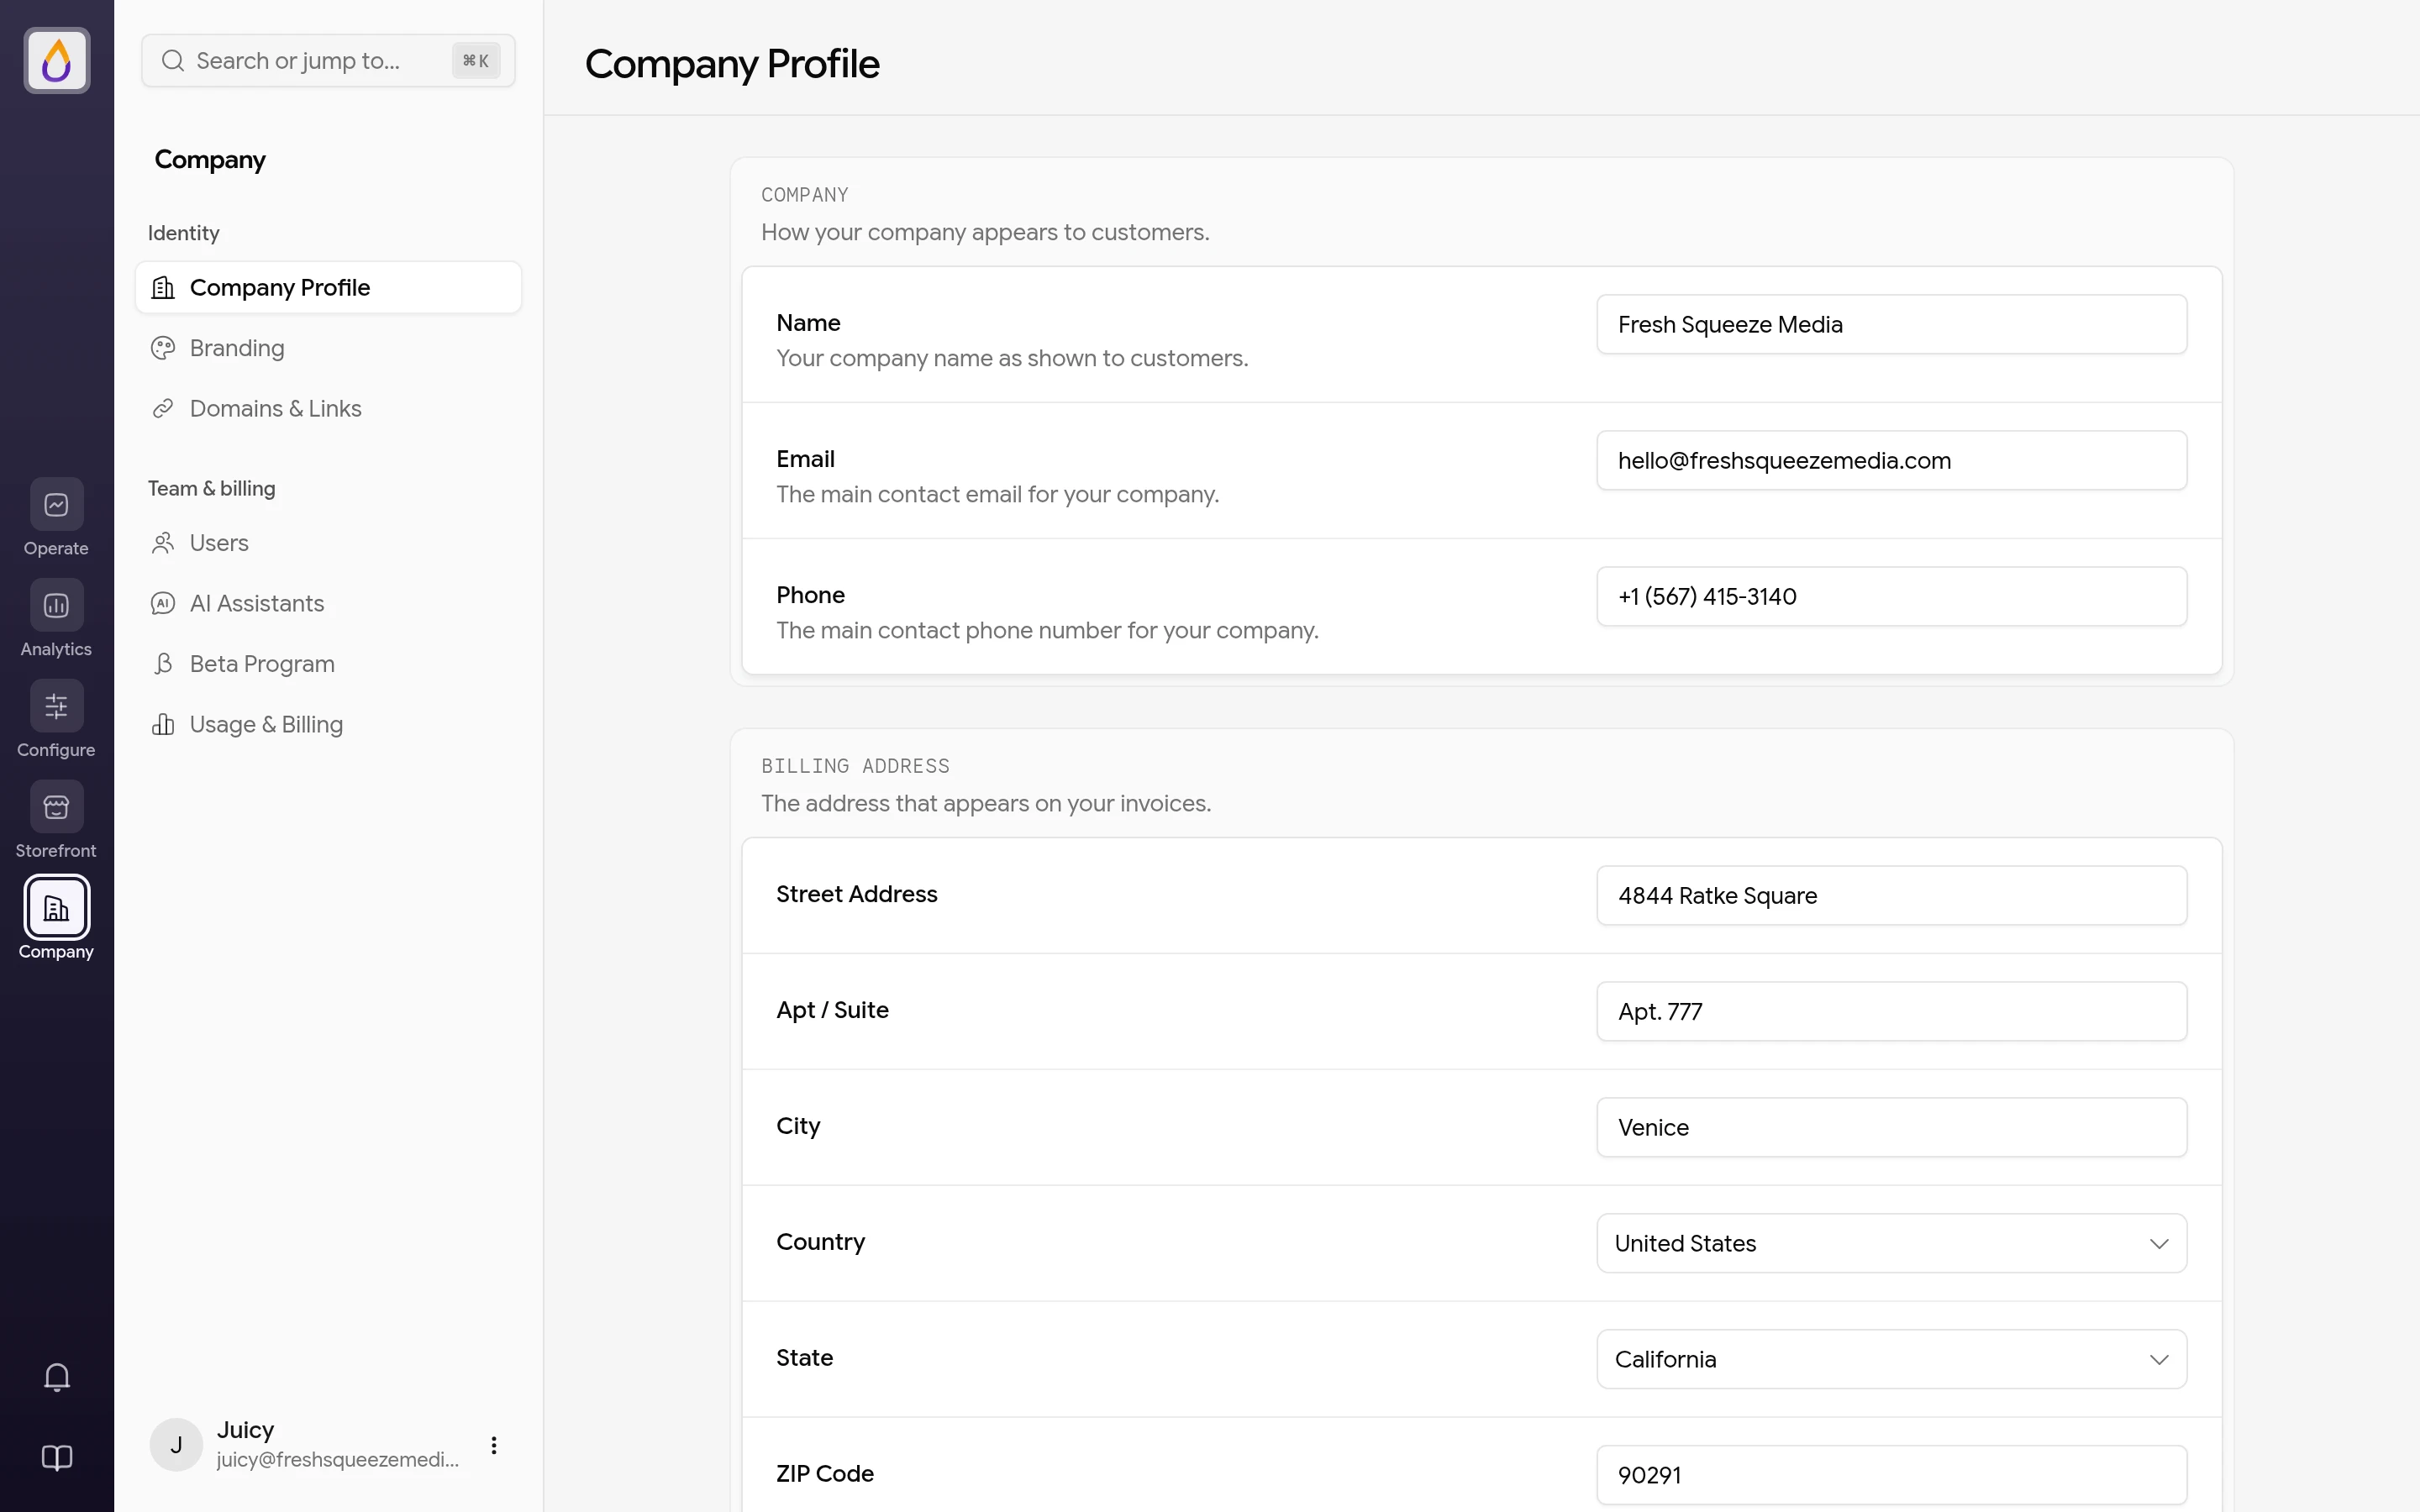 Search or jump to...
⌘ K
Company
Identity
Company Profile
Branding
Domains & Links
Team & billing
Users
AI Assistants
Beta Program
Usage & Billing
Operate
Analytics
Configure
Storefront
Company
J
Juicy
juicy@freshsqueezemedi...
Company Profile
COMPANY
How your company appears to customers.
Name
Your company name as shown to customers.
Fresh Squeeze Media
Email
The main contact email for your company.
hello@freshsqueezemedia.com
Phone
The main contact phone number for your company.
+1 (567) 415-3140
BILLING ADDRESS
The address that appears on your invoices.
Street Address
4844 Ratke Square
Apt / Suite
Apt. 777
City
Venice
Country
United States
State
California
ZIP Code
90291